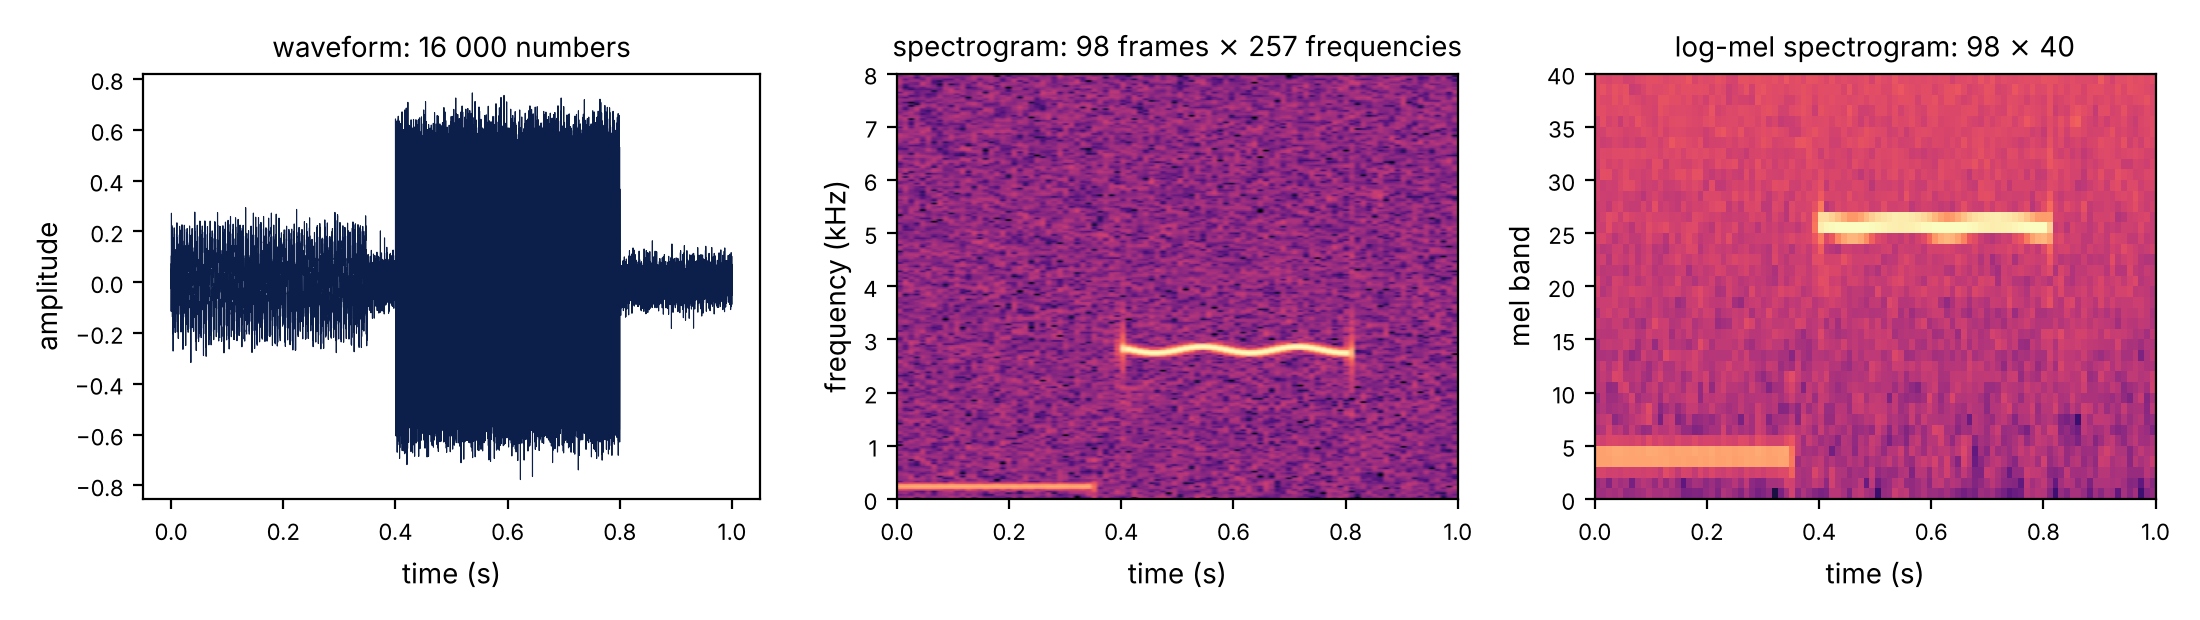 waveform: 16 000 numbers
0.8
0.6
0.4
0.2
0.0
−0.2
−0.4
−0.6
−0.8
amplitude
0.0 0.2 0.4 0.6 0.8 1.0
time (s)
spectrogram: 98 frames × 257 frequencies
8
7
6
5
4
3
2
1
0
frequency (kHz)
0.0 0.2 0.4 0.6 0.8 1.0
time (s)
log-mel spectrogram: 98 × 40
40
35
30
25
20
15
10
5
0
mel band
0.0 0.2 0.4 0.6 0.8 1.0
time (s)